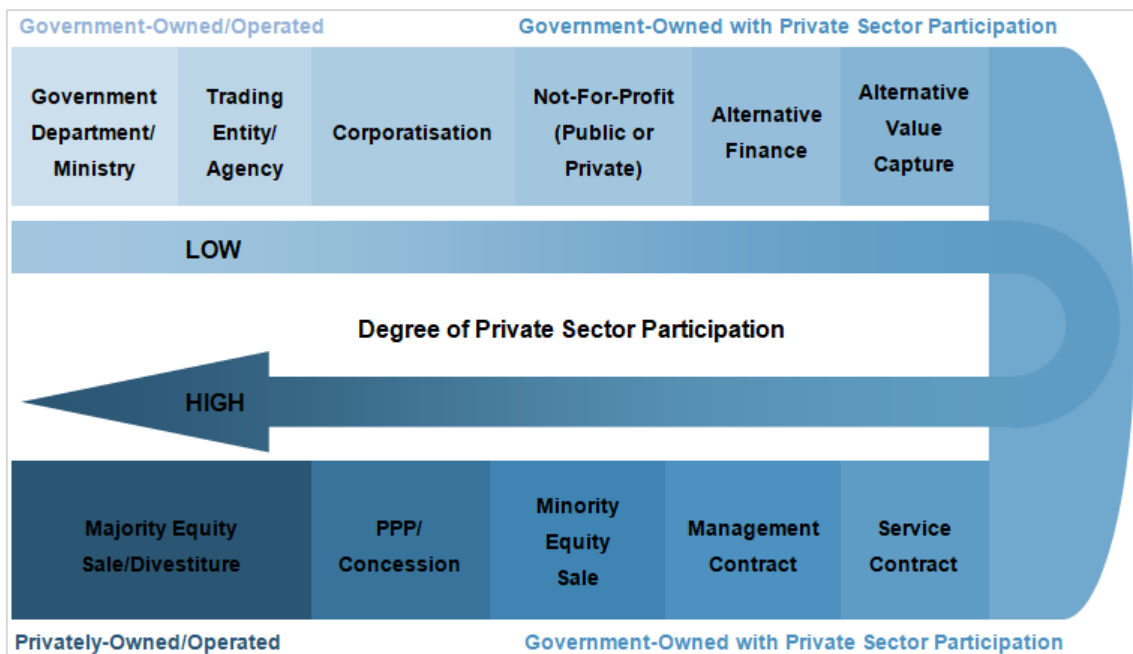 Government-Owned/Operated
Government-Owned with Private Sector Participation
Government
Department/
Ministry
Trading
Entity/
Agency
Corporatisation
Not-For-Profit
(Public or
Private)
Alternative
Finance
Alternative
Value
Capture
LOW
Degree of Private Sector Participation
HIGH
Majority Equity
Sale/Divestiture
PPP/
Concession
Minority
Equity
Sale
Management
Contract
Service
Contract
Privately-Owned/Operated
Government-Owned with Private Sector Participation